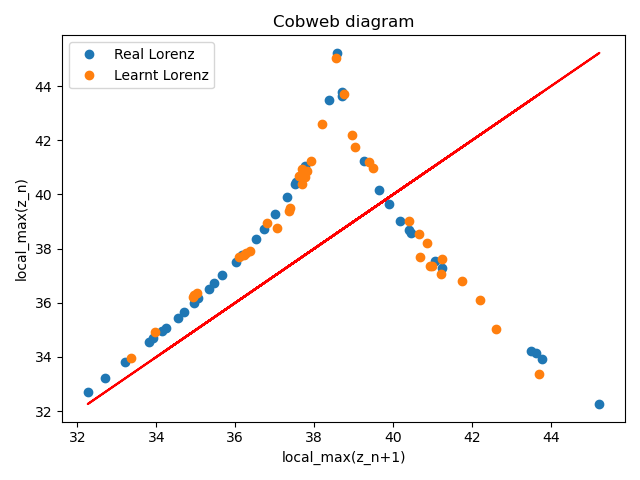 Cobweb diagram
Real Lorenz
Learnt Lorenz
local_max(z_n)
44
42
40
38
36
34
32
32 34 36 38 40 42 44
local_max(z_n+1)